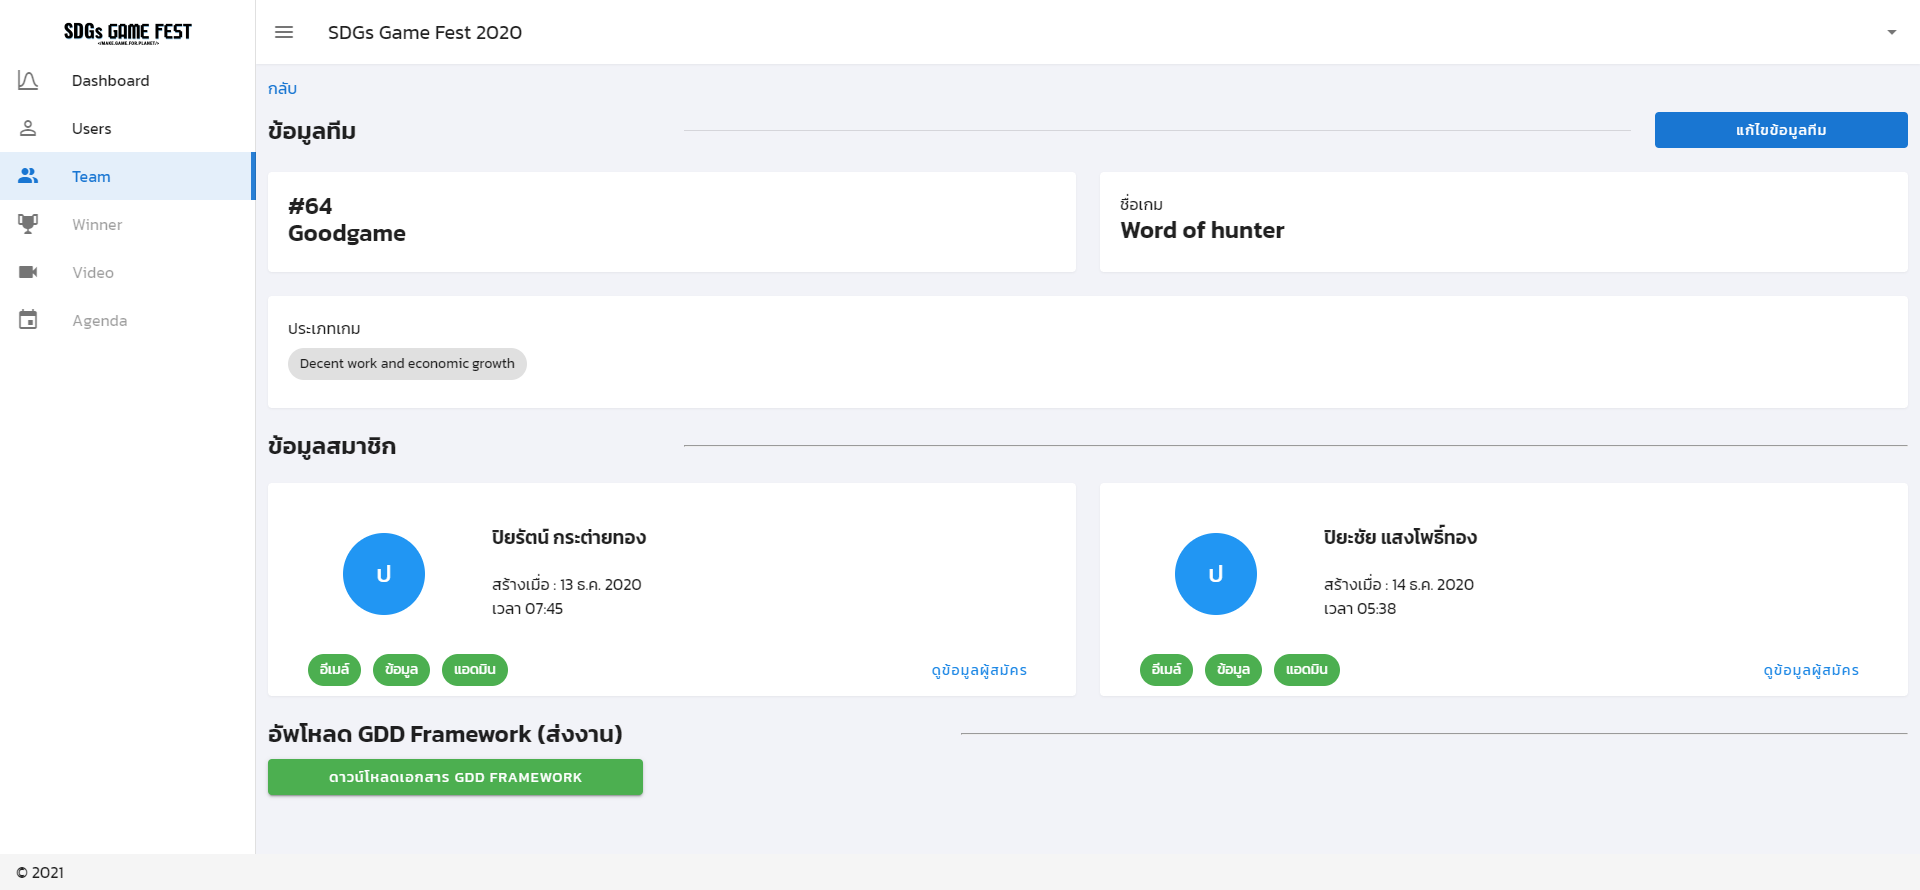 SDGs GAME FEST
</MAKE.GAME.FOR.PLANET/>
SDGs Game Fest 2020
Dashboard
Users
Team
Winner
Video
Agenda
กลับ
ข้อมูลทีม
แก้ไขข้อมูลทีม
#64
Goodgame
ชื่อเกม
Word of hunter
ประเภทเกม
Decent work and economic growth
ข้อมูลสมาชิก
ป
ปิยรัตน์ กระต่ายทอง
สร้างเมื่อ : 13 ธ.ค. 2020
เวลา 07:45
อีเมล์ ข้อมูล แอดมิน
ดูข้อมูลผู้สมัคร
ป
ปิยะชัย แสงโพธิ์ทอง
สร้างเมื่อ : 14 ธ.ค. 2020
เวลา 05:38
อีเมล์ ข้อมูล แอดมิน
ดูข้อมูลผู้สมัคร
อัพโหลด GDD Framework (ส่งงาน)
ดาวน์โหลดเอกสาร GDD FRAMEWORK
© 2021